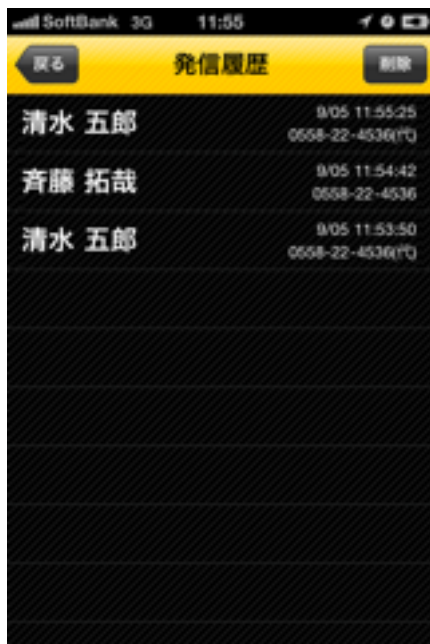 SoftBank 3G 11:55
戻る 発信履歴 削除
清水 五郎
9/05 11:55:25
0558-22-4536(代)
斉藤 拓哉
9/05 11:54:42
0558-22-4536
清水 五郎
9/05 11:53:50
0558-22-4536(代)